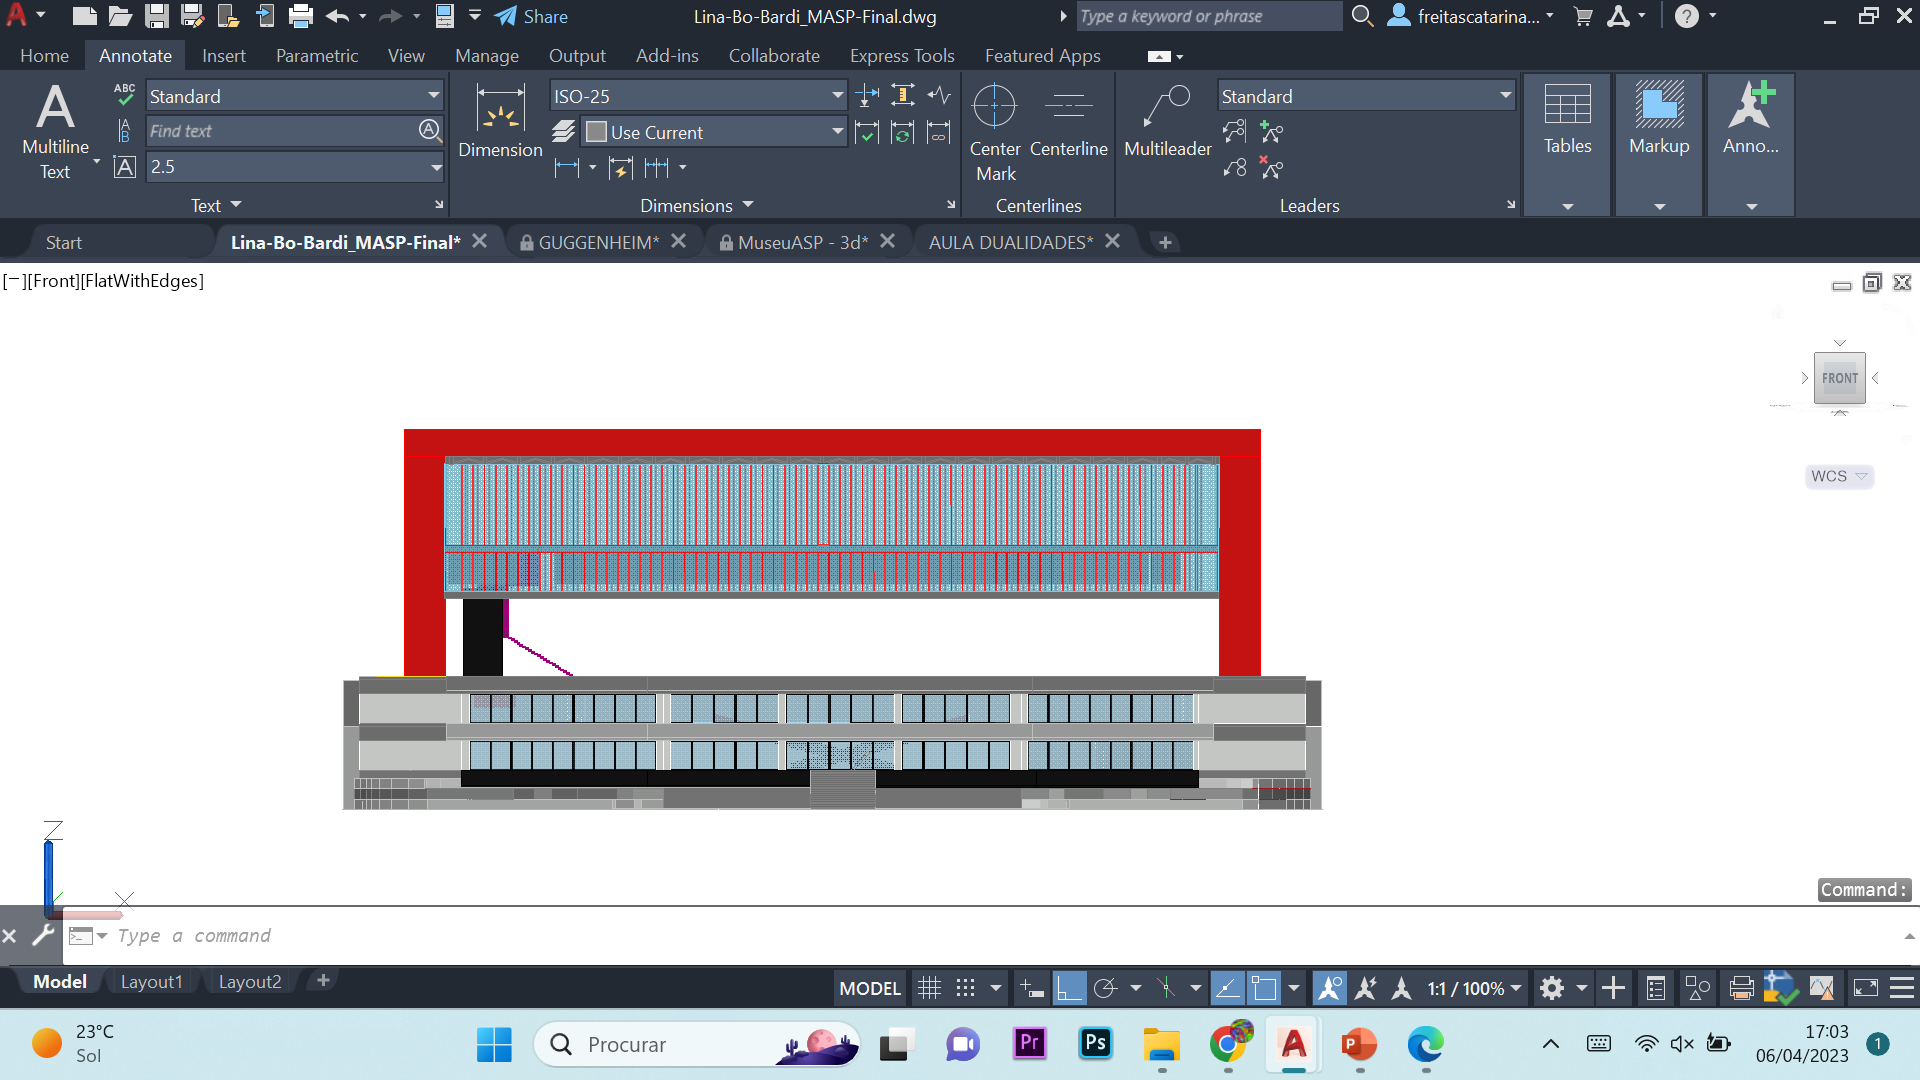 Share
Lina-Bo-Bardi_MASP-Final.dwg
Type a keyword or phrase
freitascatarina...
Home
Annotate
Insert
Parametric
View
Manage
Output
Add-ins
Collaborate
Express Tools
Featured Apps
Multiline
Text
ABC
Standard
Find text
2.5
Text
Dimension
ISO-25
Use Current
Dimensions
Center
Mark
Centerline
Centerlines
Multileader
Standard
Leaders
Tables
Markup
Anno...
Start
Lina-Bo-Bardi_MASP-Final*
GUGGENHEIM*
MuseuASP - 3d*
AULA DUALIDADES*
[−][Front][FlatWithEdges]
FRONT
WCS
Z
X
Command:
Type a command
Model
Layout1
Layout2
MODEL
1:1 / 100%
23°C
Sol
Procurar
Pr
Ps
17:03
06/04/2023
1